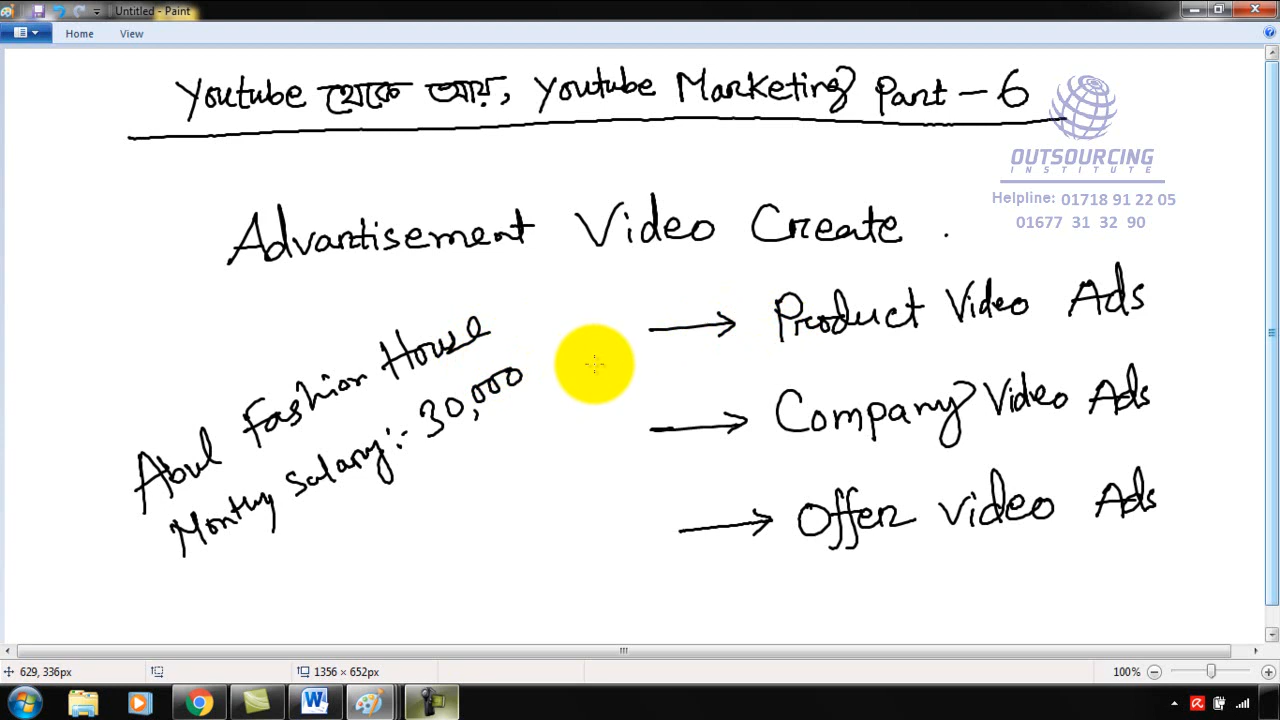 Untitled - Paint
Home View
Youtube থেকে আয়, Youtube Marketing Part - 6
OUTSOURCING
INSTITUTE
Helpline: 01718 91 22 05
01677 31 32 90
Advantisement Video Create .
→ Product Video Ads
→ Company Video Ads
→ Offer Video Ads
Abul Fashion House
Monthy Salary:- 30,000
629, 336px
1356 × 652px
100%